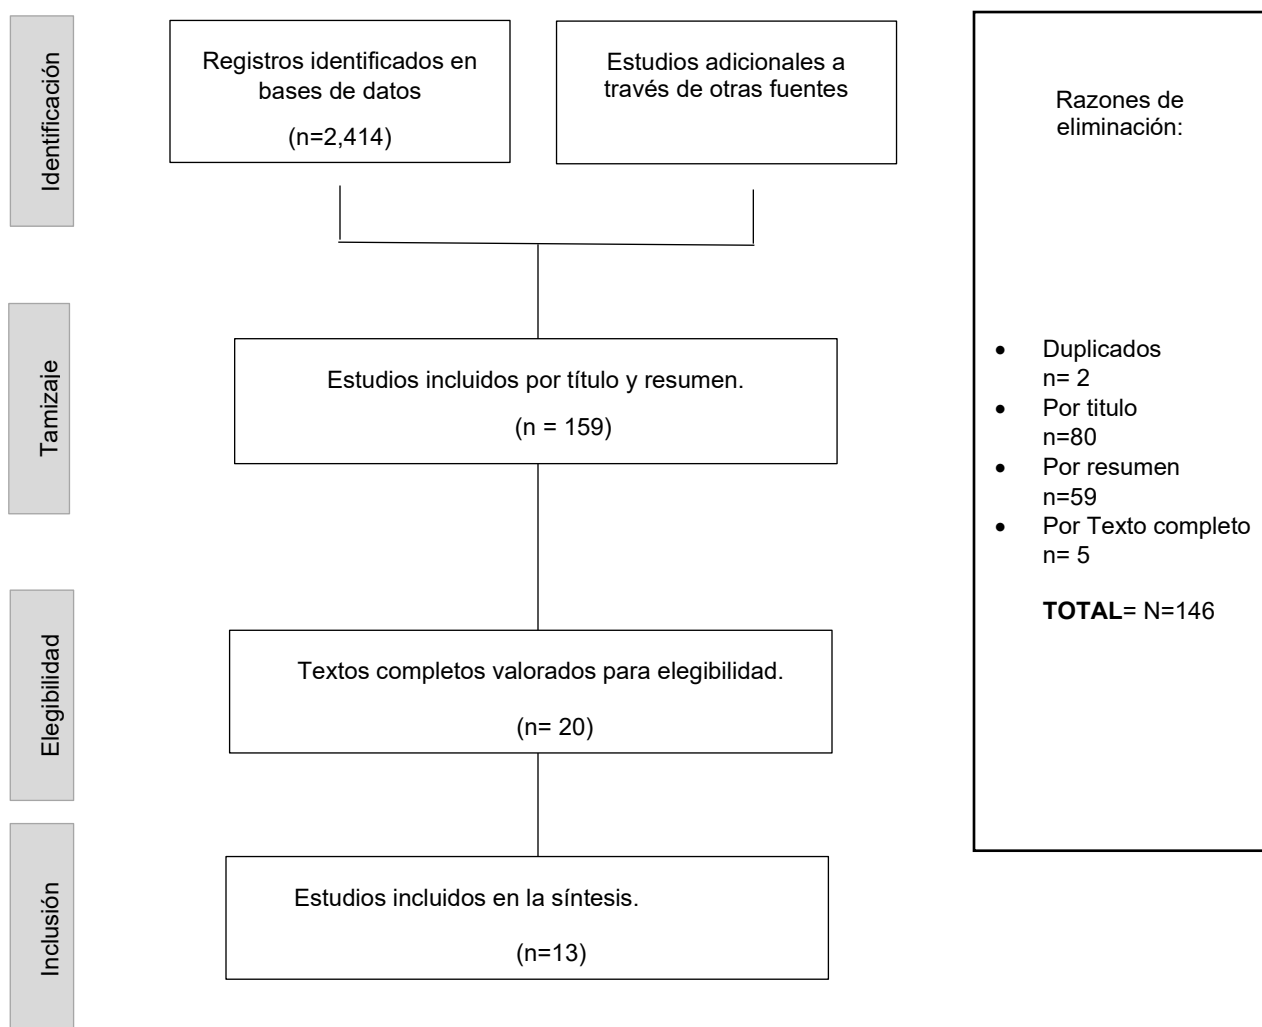 Identificación
Registros identificados en
bases de datos
(n=2,414)
Estudios adicionales a
través de otras fuentes
Razones de
eliminación:
Tamizaje
Estudios incluidos por título y resumen.
(n = 159)
• Duplicados
n= 2
• Por titulo
n=80
• Por resumen
n=59
• Por Texto completo
n= 5
TOTAL= N=146
Elegibilidad
Textos completos valorados para elegibilidad.
(n= 20)
Inclusión
Estudios incluidos en la síntesis.
(n=13)